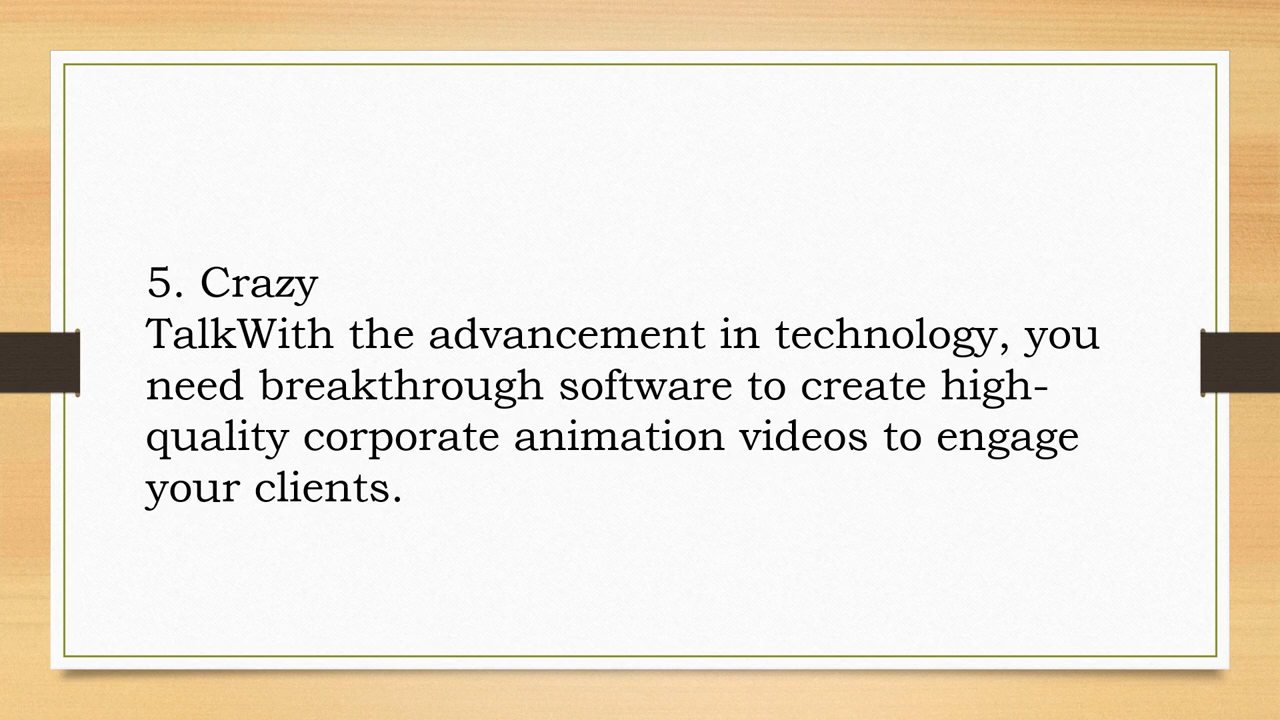 5. Crazy
TalkWith the advancement in technology, you
need breakthrough software to create high-
quality corporate animation videos to engage
your clients.